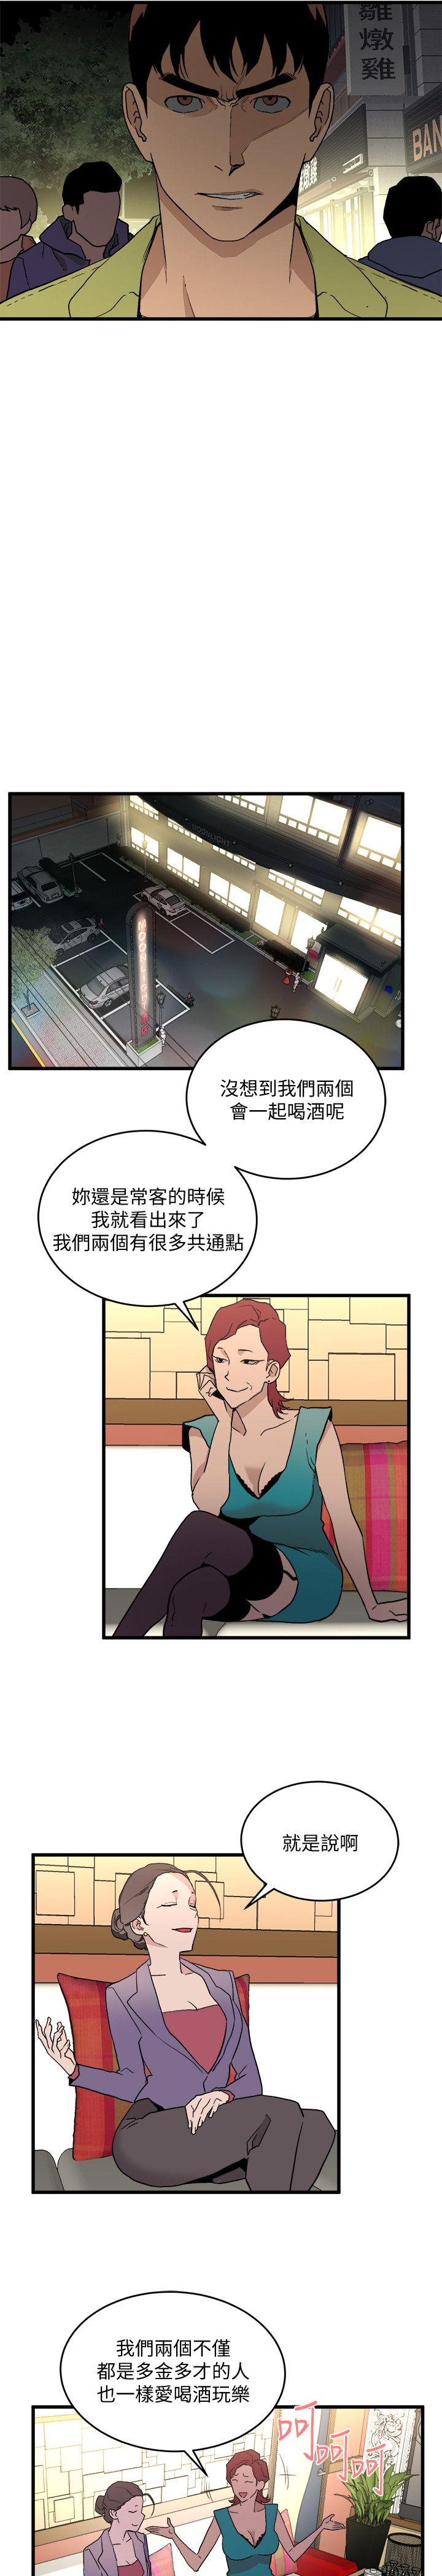 雛
燉
雞
BAN
MOONLIGHT
MOONLIGHT
沒想到我們兩個
會一起喝酒呢
妳還是常客的時候
我就看出來了
我們兩個有很多共通點
就是說啊
我們兩個不僅
都是多金多才的人
也一樣愛喝酒玩樂
呵呵呵